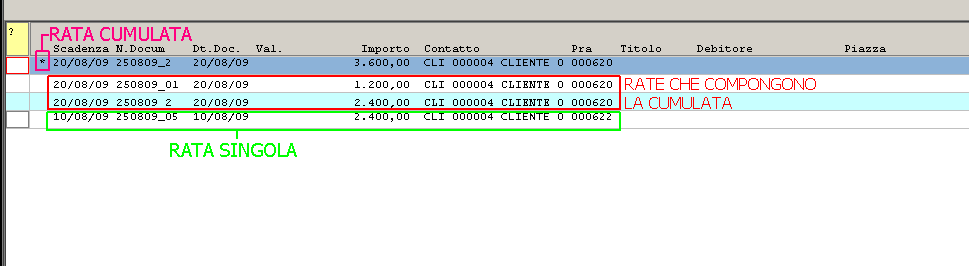 ?
RATA CUMULATA
Scadenza N.Docum Dt.Doc. Val. Importo Contatto Pra Titolo Debitore Piazza
* 20/08/09 250809_2 20/08/09 3.600,00 CLI 000004 CLIENTE 0 000620
20/08/09 250809_01 20/08/09 1.200,00 CLI 000004 CLIENTE 0 000620 RATE CHE COMPONGONO
20/08/09 250809_2 20/08/09 2.400,00 CLI 000004 CLIENTE 0 000620 LA CUMULATA
10/08/09 250809_05 10/08/09 2.400,00 CLI 000004 CLIENTE 0 000622
RATA SINGOLA